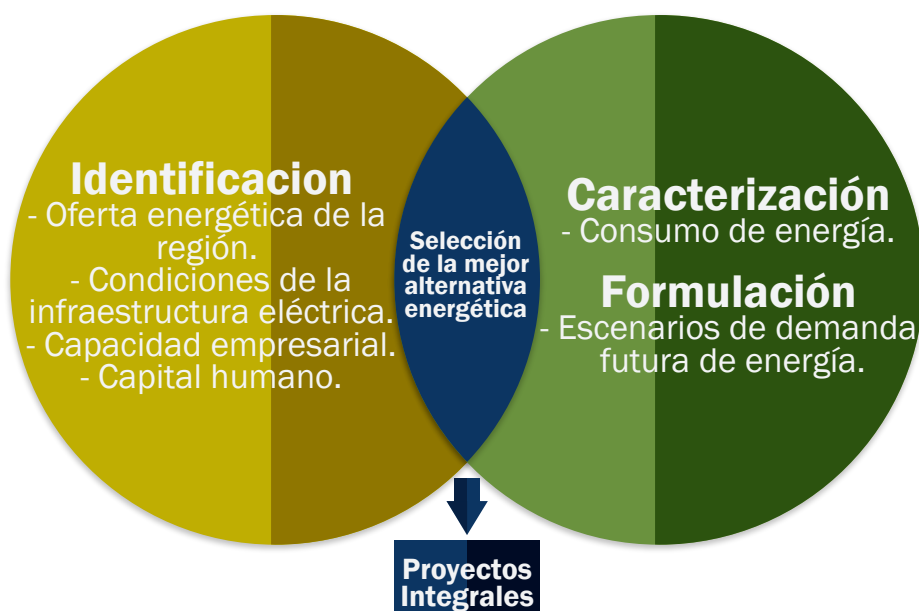 Identificacion
- Oferta energética de la
región.
- Condiciones de la
infraestructura eléctrica.
- Capacidad empresarial.
- Capital humano.
Selección
de la mejor
alternativa
energética
Caracterización
- Consumo de energía.
Formulación
- Escenarios de demanda
futura de energía.
Proyectos
Integrales